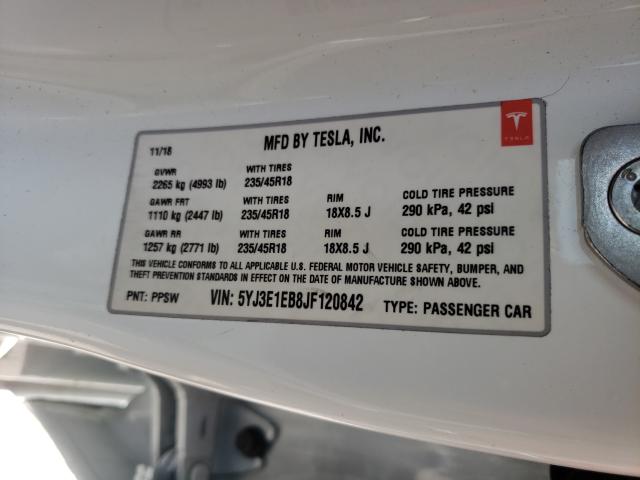 11/18 MFD BY TESLA, INC. TESLA
GVWR WITH TIRES
2265 kg (4993 lb) 235/45R18
GAWR FRT WITH TIRES RIM COLD TIRE PRESSURE
1110 kg (2447 lb) 235/45R18 18X8.5 J 290 kPa, 42 psi
GAWR RR WITH TIRES RIM COLD TIRE PRESSURE
1257 kg (2771 lb) 235/45R18 18X8.5 J 290 kPa, 42 psi
THIS VEHICLE CONFORMS TO ALL APPLICABLE U.S. FEDERAL MOTOR VEHICLE SAFETY, BUMPER, AND
THEFT PREVENTION STANDARDS IN EFFECT ON THE DATE OF MANUFACTURE SHOWN ABOVE.
PNT: PPSW VIN: 5YJ3E1EB8JF120842 TYPE: PASSENGER CAR